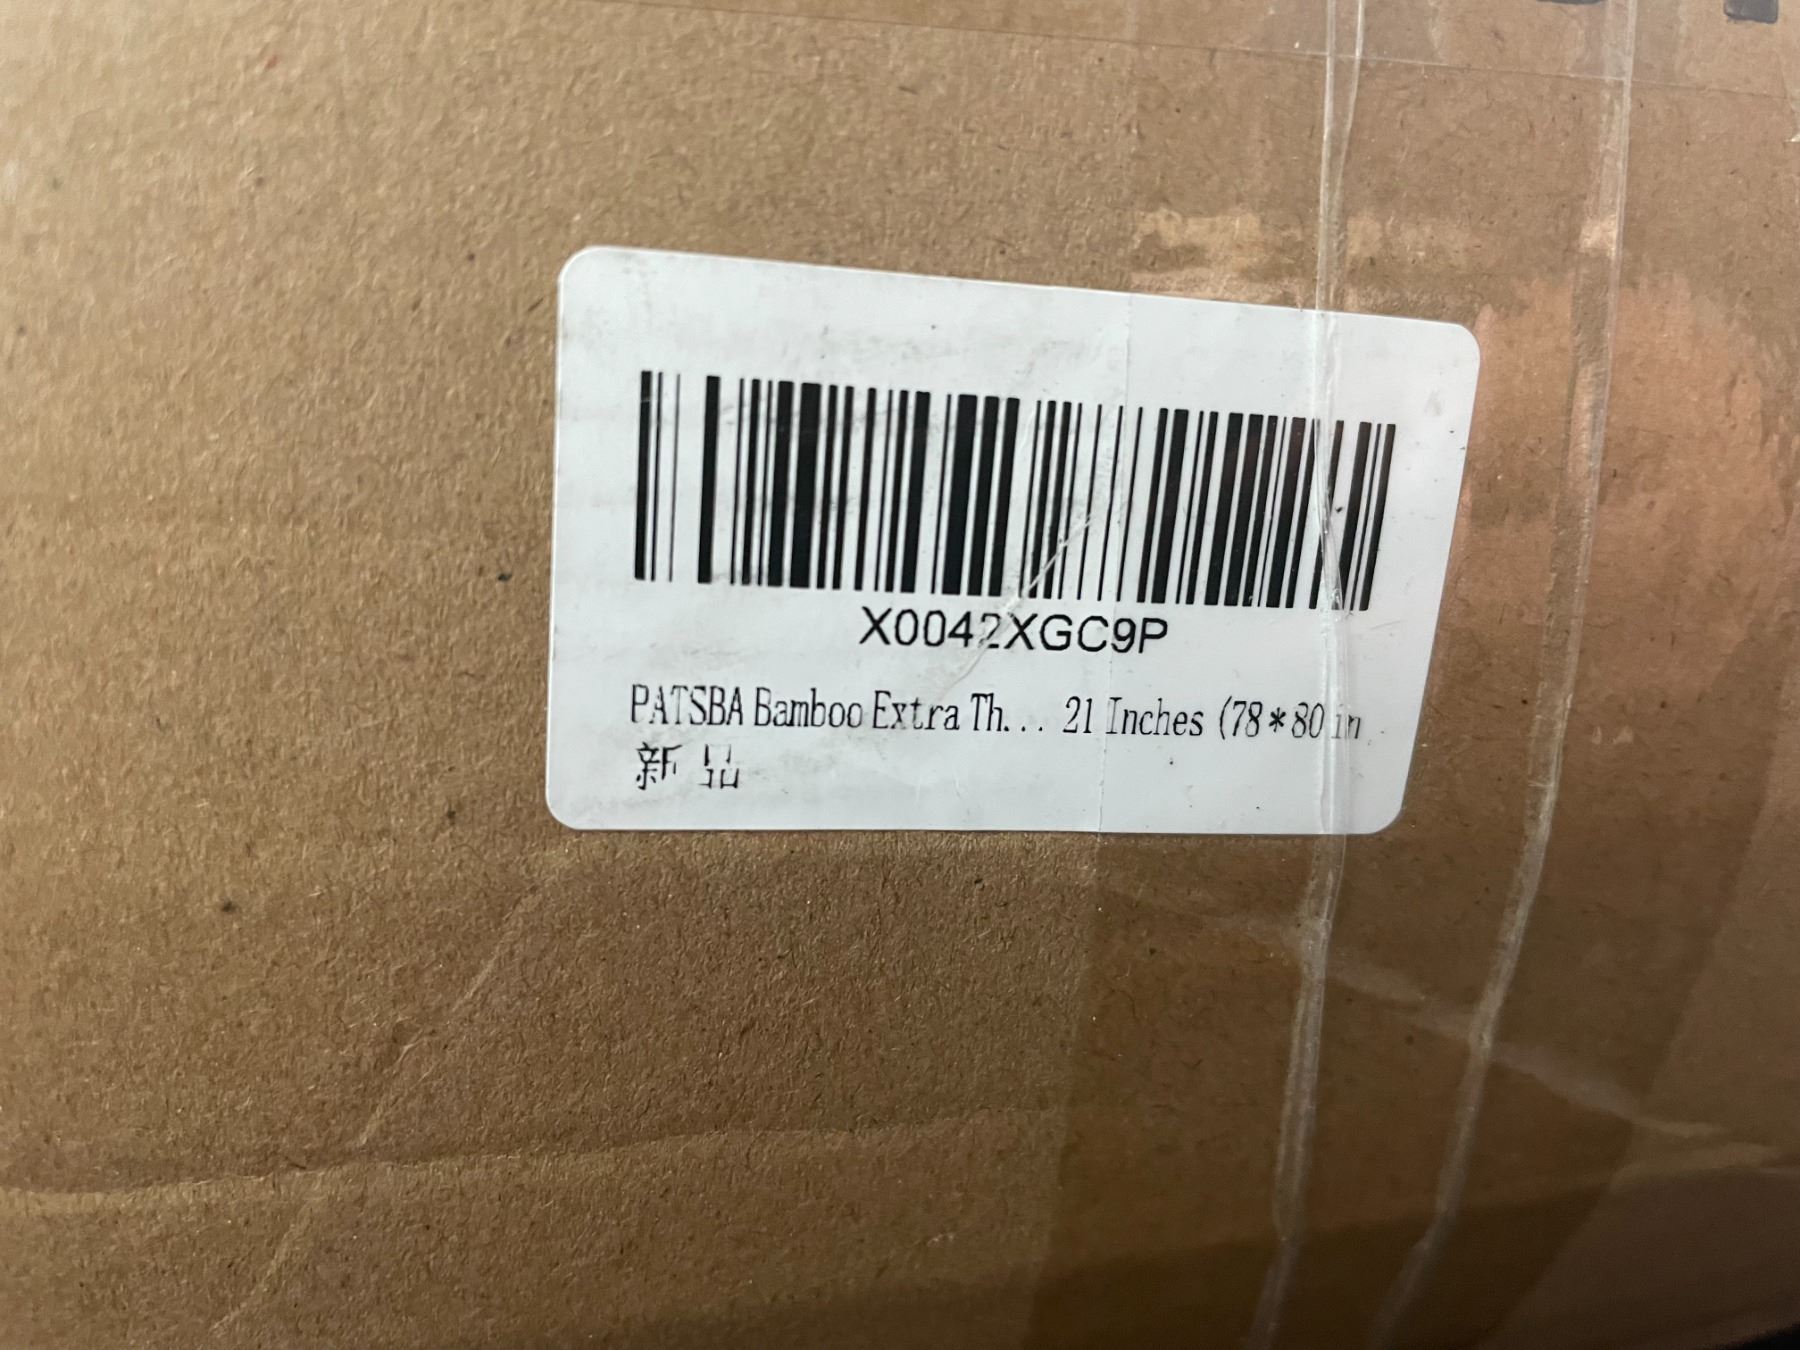 X0042XGC9P
PATSBA Bamboo Extra Th... 21 Inches (78*80 in
新品